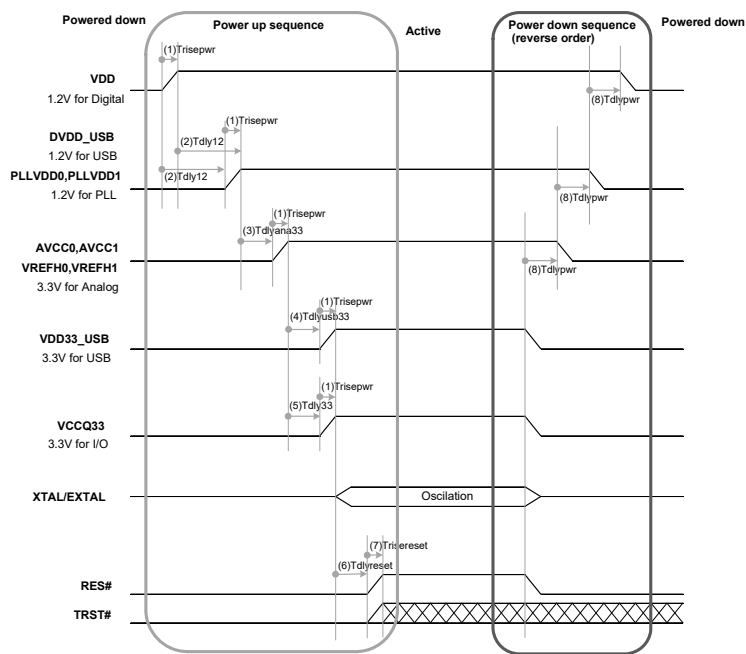 Powered down
Power up sequence
Active
Power down sequence
(reverse order)
Powered down
(1)Trisepwr
VDD
1.2V for Digital
(8)Tdlypwr
(1)Trisepwr
DVDD_USB
(2)Tdly12
1.2V for USB
PLLVDD0,PLLVDD1
(2)Tdly12
1.2V for PLL
(8)Tdlypwr
(1)Trisepwr
(3)Tdlyana33
AVCC0,AVCC1
VREFH0,VREFH1
(8)Tdlypwr
3.3V for Analog
(1)Trisepwr
(4)Tdlyusb33
VDD33_USB
3.3V for USB
(1)Trisepwr
(5)Tdly33
VCCQ33
3.3V for I/O
XTAL/EXTAL
Oscilation
(7)Trisereset
(6)Tdlyreset
RES#
TRST#